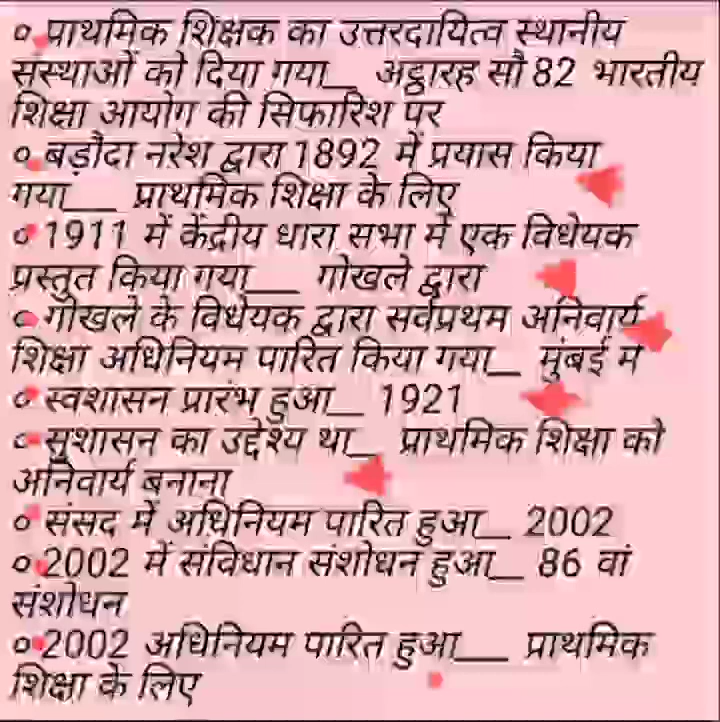 ० प्राथमिक शिक्षक का उत्तरदायित्व स्थानीय
संस्थाओं को दिया गया__ अट्ठारह सौ 82 भारतीय
शिक्षा आयोग की सिफारिश पर
० बड़ौदा नरेश द्वारा 1892 में प्रयास किया
गया___ प्राथमिक शिक्षा के लिए
० 1911 में केंद्रीय धारा सभा में एक विधेयक
प्रस्तुत किया गया___ गोखले द्वारा
० गोखले के विधेयक द्वारा सर्वप्रथम अनिवार्य
शिक्षा अधिनियम पारित किया गया__ मुंबई में
० स्वशासन प्रारंभ हुआ__ 1921
० सुशासन का उद्देश्य था__ प्राथमिक शिक्षा को
अनिवार्य बनाना
० संसद में अधिनियम पारित हुआ__ 2002
० 2002 में संविधान संशोधन हुआ__ 86 वां
संशोधन
० 2002 अधिनियम पारित हुआ___ प्राथमिक
शिक्षा के लिए